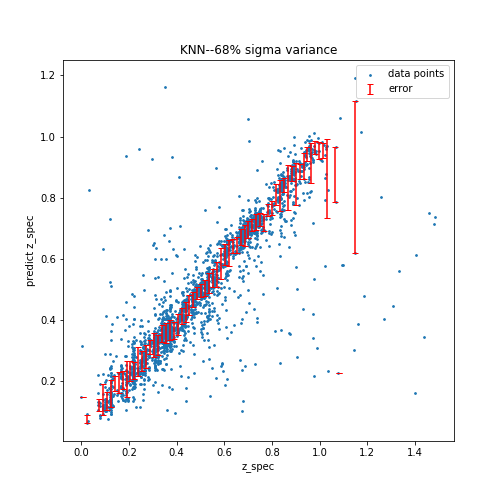 KNN--68% sigma variance
data points
error
predict z_spec
1.2
1.0
0.8
0.6
0.4
0.2
0.0 0.2 0.4 0.6 0.8 1.0 1.2 1.4
z_spec